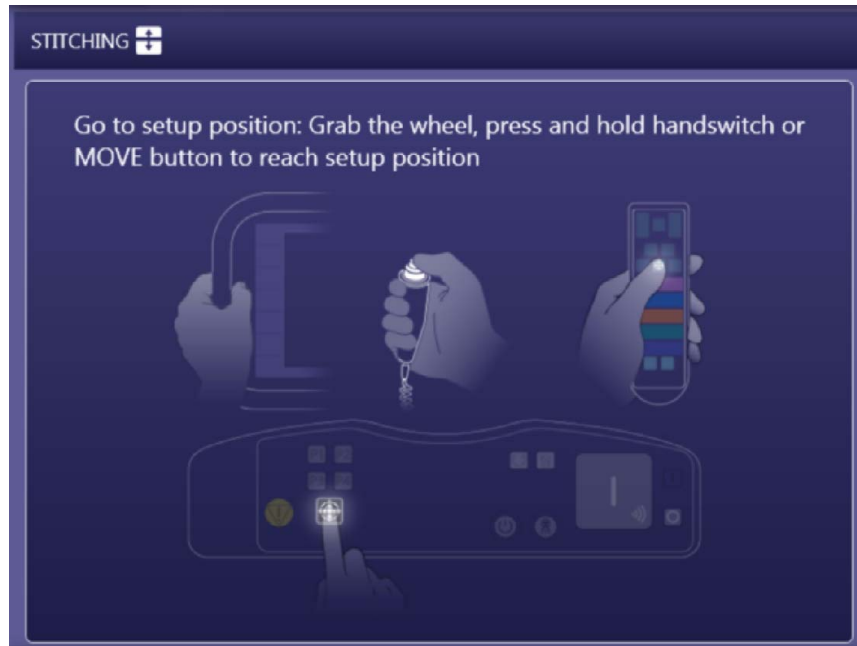 STITCHING
Go to setup position: Grab the wheel, press and hold handswitch or
MOVE button to reach setup position